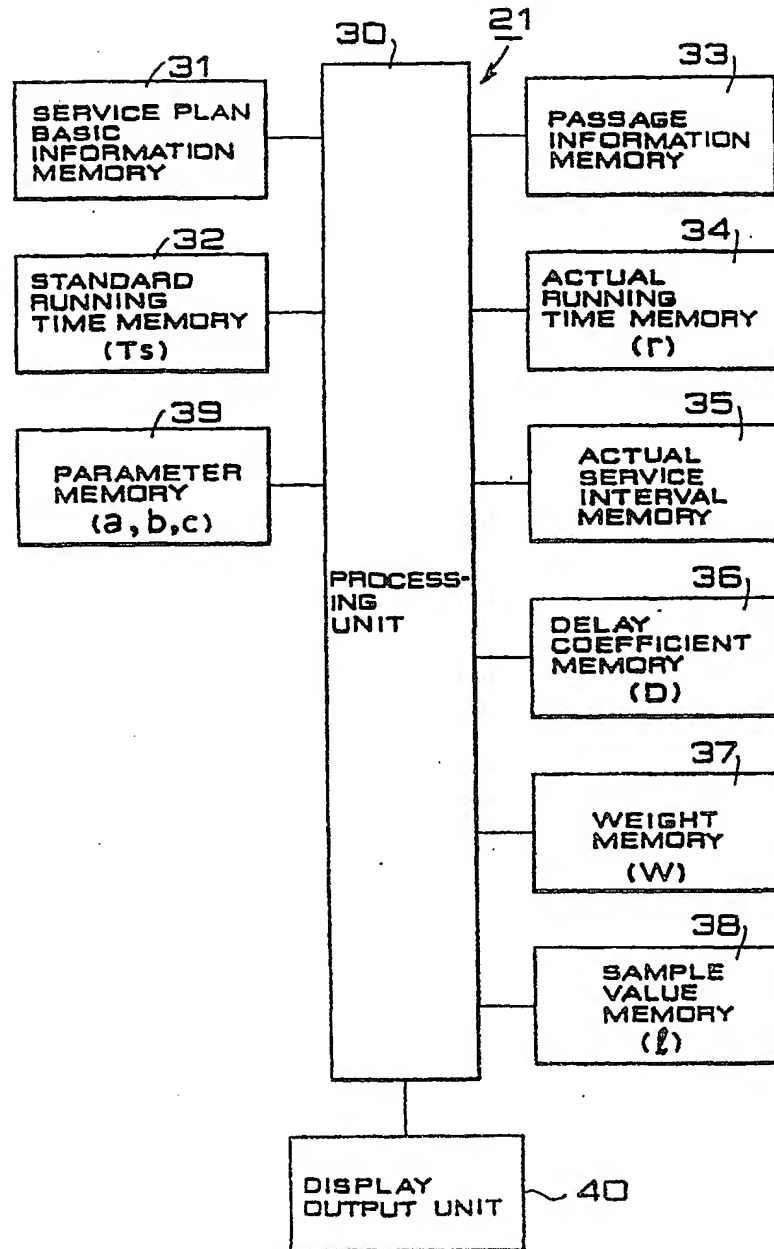 21
30
31
SERVICE PLAN
BASIC
INFORMATION
MEMORY
32
STANDARD
RUNNING
TIME MEMORY
(Ts)
39
PARAMETER
MEMORY
(a,b,c)
PROCESS-
ING
UNIT
33
PASSAGE
INFORMATION
MEMORY
34
ACTUAL
RUNNING
TIME MEMORY
(r)
35
ACTUAL
SERVICE
INTERVAL
MEMORY
36
DELAY
COEFFICIENT
MEMORY
(D)
37
WEIGHT
MEMORY
(W)
38
SAMPLE
VALUE
MEMORY
(ℓ)
DISPLAY
OUTPUT UNIT
40